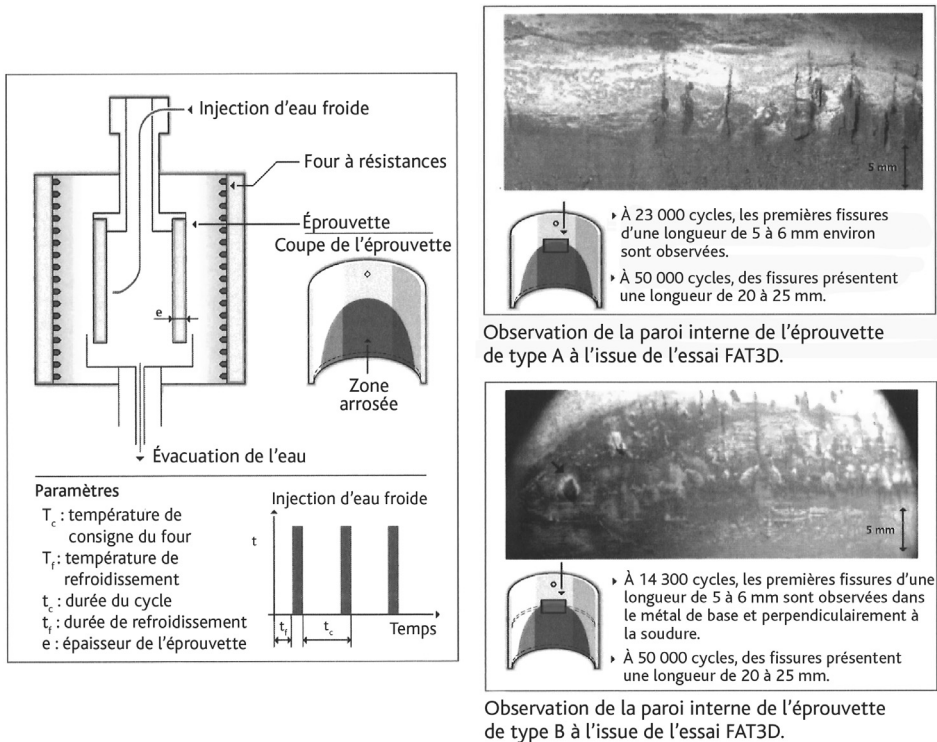 Injection d'eau froide
Four à résistances
Éprouvette
Coupe de l'éprouvette
e
Zone
arrosée
Évacuation de l'eau
Paramètres
T_c : température de
consigne du four
T_f : température de
refroidissement
t_c : durée du cycle
t_f : durée de refroidissement
e : épaisseur de l'éprouvette
Injection d'eau froide
t
t_f
t_c
Temps
5 mm
À 23 000 cycles, les premières fissures
d'une longueur de 5 à 6 mm environ
sont observées.
À 50 000 cycles, des fissures présentent
une longueur de 20 à 25 mm.
Observation de la paroi interne de l'éprouvette
de type A à l'issue de l'essai FAT3D.
5 mm
À 14 300 cycles, les premières fissures d'une
longueur de 5 à 6 mm sont observées dans
le métal de base et perpendiculairement à
la soudure.
À 50 000 cycles, des fissures présentent
une longueur de 20 à 25 mm.
Observation de la paroi interne de l'éprouvette
de type B à l'issue de l'essai FAT3D.